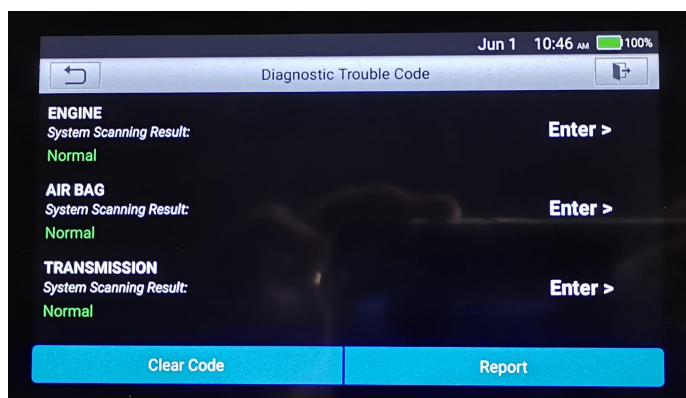 Jun 1 10:46 AM 100%
Diagnostic Trouble Code
ENGINE
System Scanning Result:
Enter >
Normal
AIR BAG
System Scanning Result:
Enter >
Normal
TRANSMISSION
System Scanning Result:
Enter >
Normal
Clear Code
Report